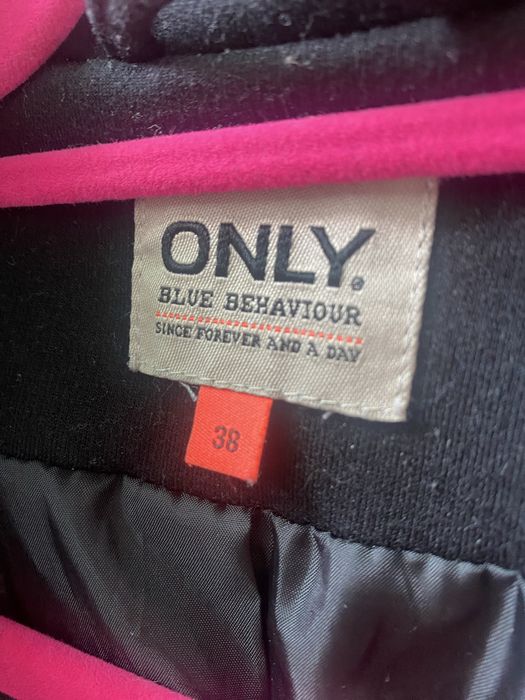 ONLY.
BLUE BEHAVIOUR
SINCE FOREVER AND A DAY
38